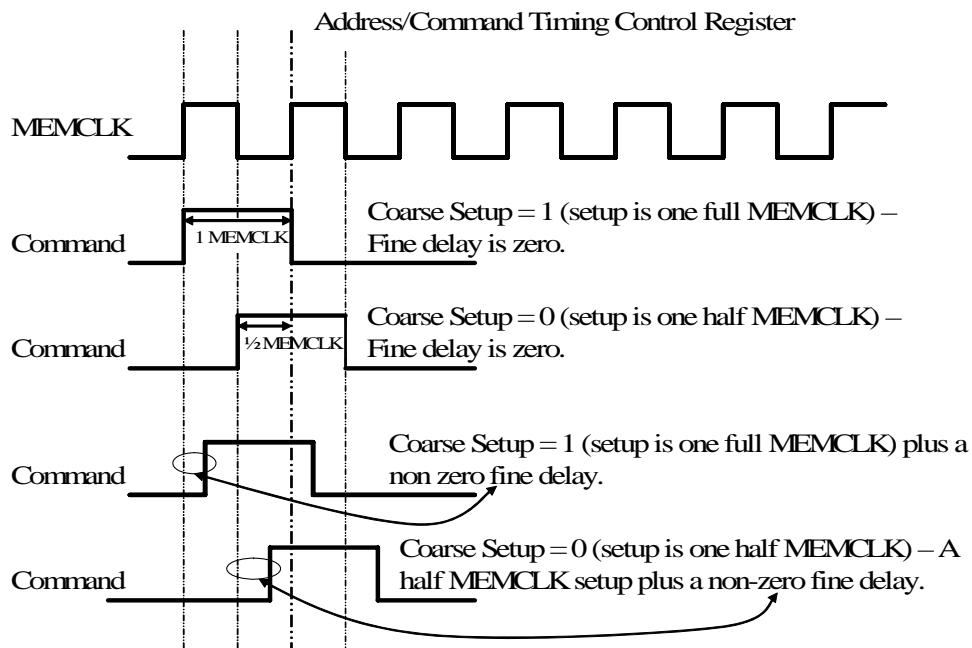 Address/Command Timing Control Register
MEMCLK
Command
1 MEMCLK
Coarse Setup = 1 (setup is one full MEMCLK) –
Fine delay is zero.
Command
½ MEMCLK
Coarse Setup = 0 (setup is one half MEMCLK) –
Fine delay is zero.
Command
Coarse Setup = 1 (setup is one full MEMCLK) plus a
non zero fine delay.
Command
Coarse Setup = 0 (setup is one half MEMCLK) – A
half MEMCLK setup plus a non-zero fine delay.